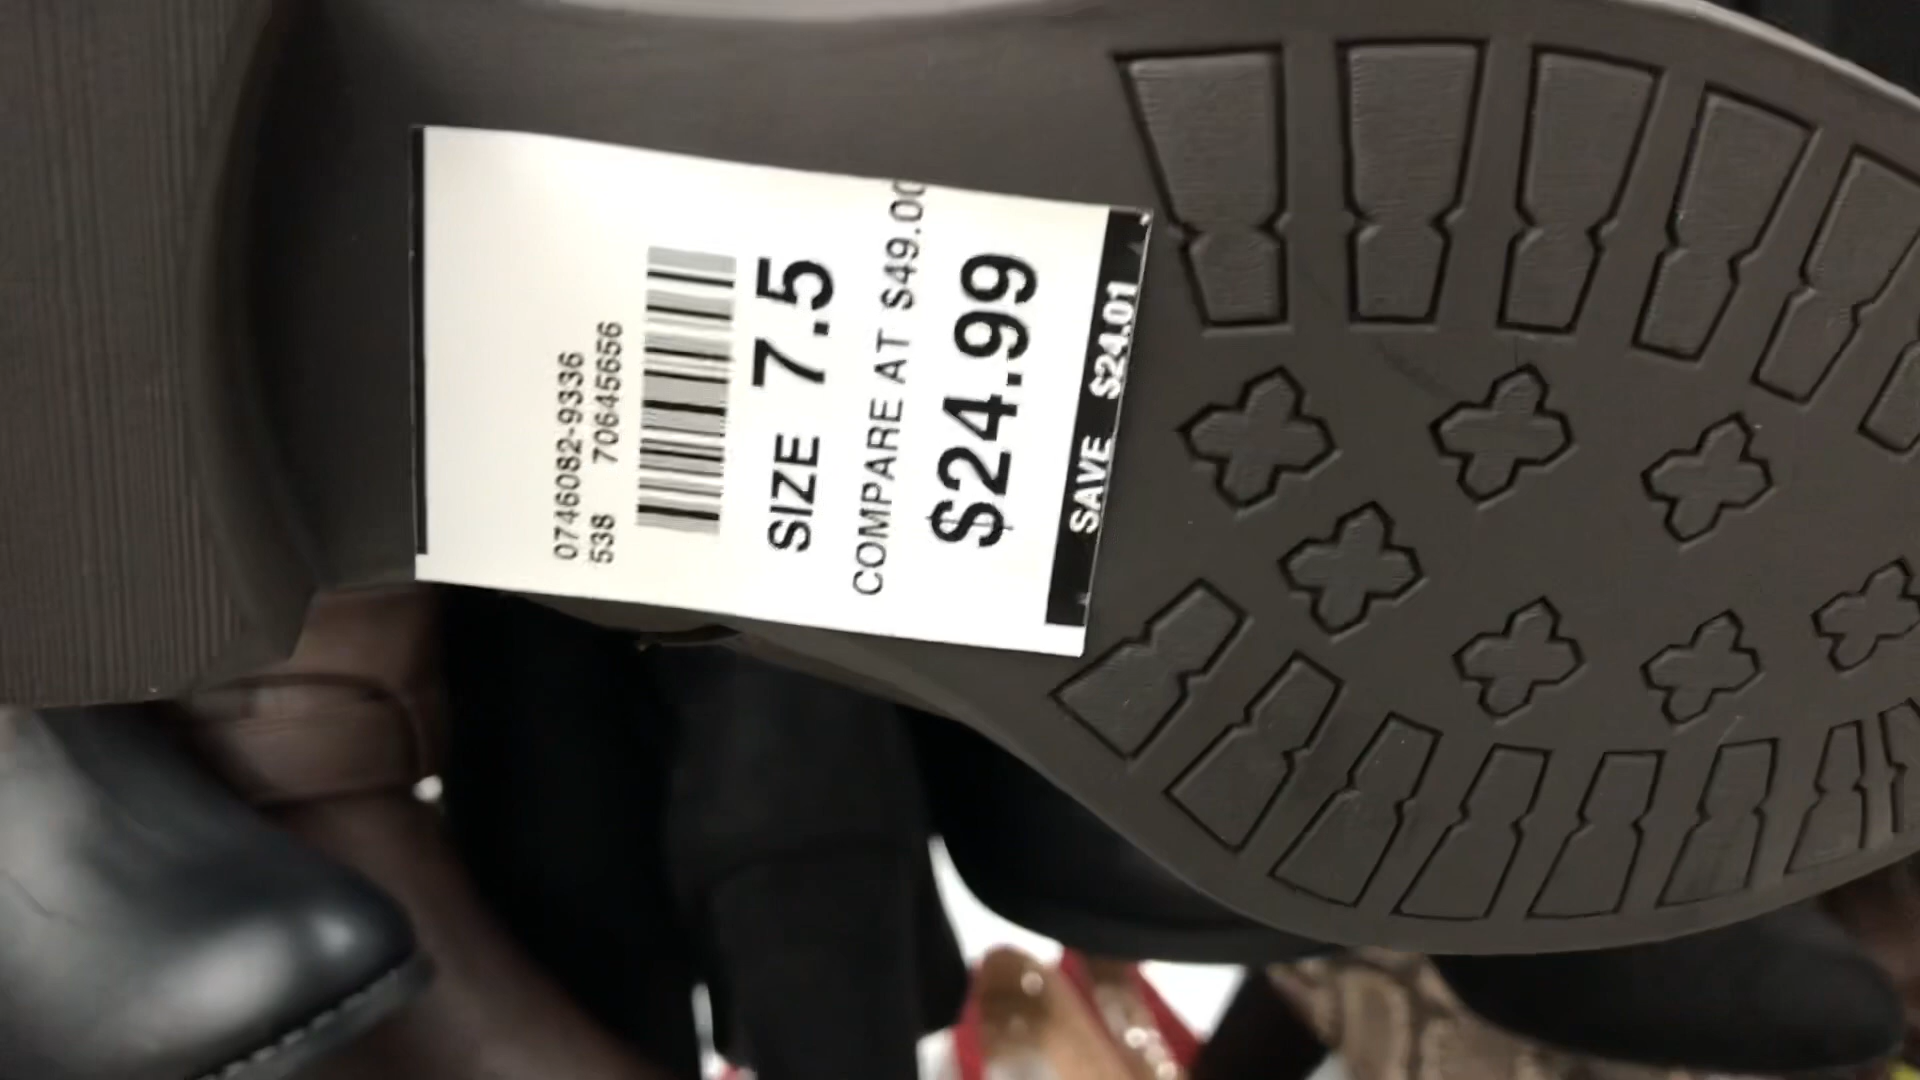 0746082-9336
538 70645656
SIZE 7.5
COMPARE AT $49.00
$24.99
SAVE $24.01